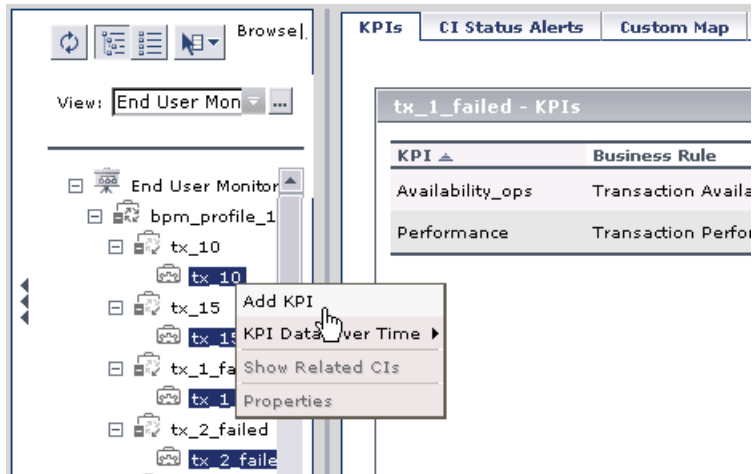 Browse
KPIs CI Status Alerts Custom Map
View: End User Mon ...
tx_1_failed - KPIs
KPI Business Rule
Availability_ops Transaction Availa
Performance Transaction Perfor
End User Monitor
bpm_profile_1
tx_10
tx_10
tx_15
tx_15
tx_1_fa
tx_1
tx_2_failed
tx_2_faile
Add KPI
KPI Data Over Time
Show Related CIs
Properties